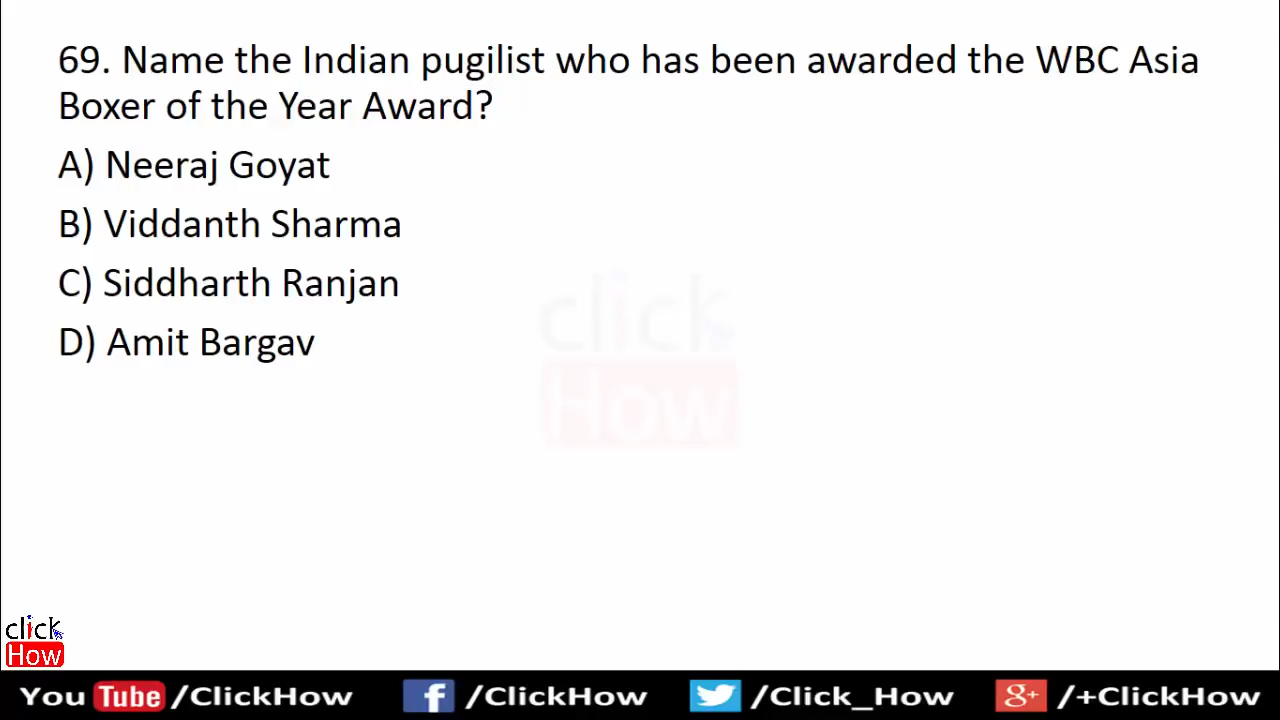 69. Name the Indian pugilist who has been awarded the WBC Asia
Boxer of the Year Award?
A) Neeraj Goyat
B) Viddanth Sharma
C) Siddharth Ranjan
D) Amit Bargav
click
How
click
How
You Tube /ClickHow f /ClickHow /Click_How g+ /+ClickHow